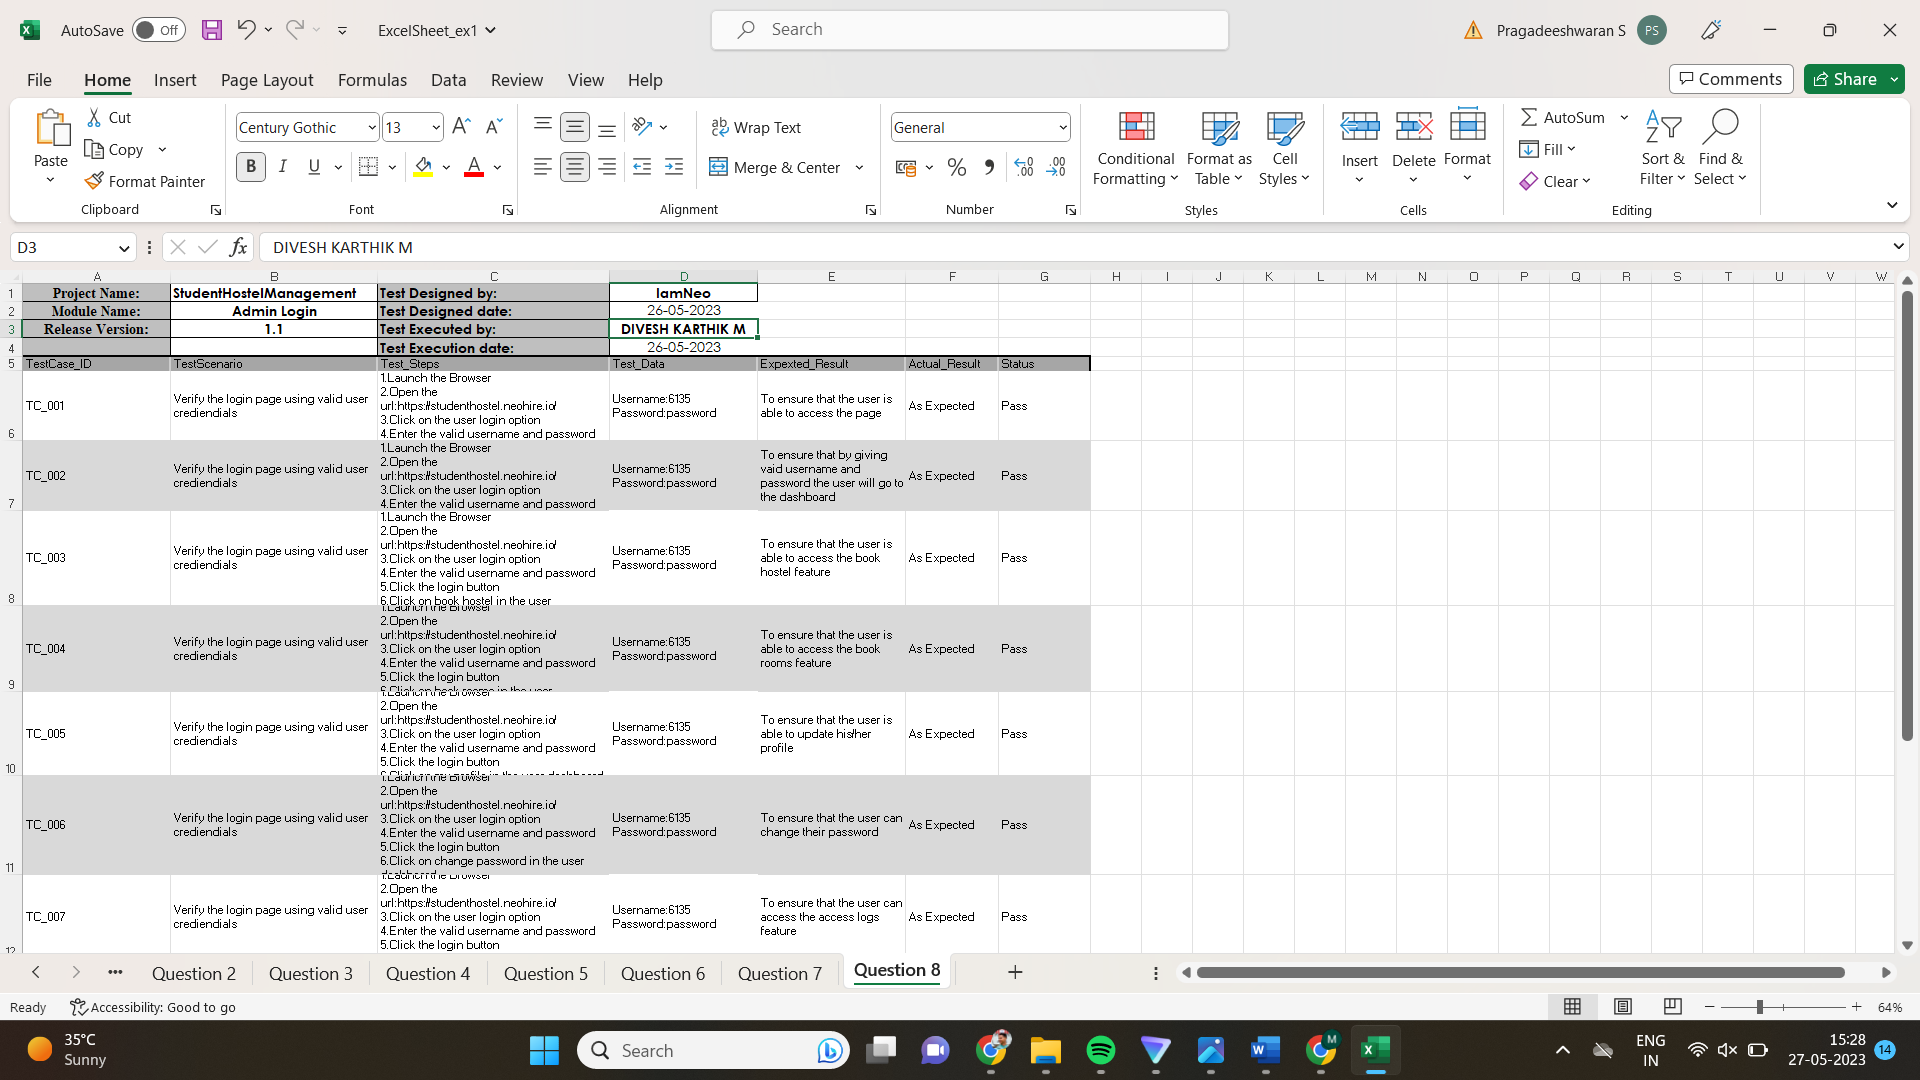 AutoSave Off ExcelSheet_ex1 Search Pragadeeshwaran S PS
File Home Insert Page Layout Formulas Data Review View Help Comments Share
Paste Cut Copy Format Painter Clipboard
Century Gothic 13 B I U A Font
Wrap Text Merge & Center Alignment
General Number
Conditional Formatting Format as Table Cell Styles Styles
Insert Delete Format Cells
AutoSum Fill Clear Sort & Filter Find & Select Editing
D3 fx DIVESH KARTHIK M
A B C D E F G H I J K L M N O P Q R S T U V W
1 Project Name: StudentHostelManagement Test Designed by: IamNeo
2 Module Name: Admin Login Test Designed date: 26-05-2023
3 Release Version: 1.1 Test Executed by: DIVESH KARTHIK M
4 Test Execution date: 26-05-2023
5 TestCase_ID TestScenario Test_Steps Test_Data Expexted_Result Actual_Result Status
6 TC_001
Verify the login page using valid user
crediendials
1.Launch the Browser
2.Open the
url:https://studenthostel.neohire.io/
3.Click on the user login option
4.Enter the valid username and password
Username:6135
Password:password
To ensure that the user is
able to access the page
As Expected Pass
7 TC_002
Verify the login page using valid user
crediendials
1.Launch the Browser
2.Open the
url:https://studenthostel.neohire.io/
3.Click on the user login option
4.Enter the valid username and password
Username:6135
Password:password
To ensure that by giving
vaid username and
password the user will go to
the dashboard
As Expected Pass
8 TC_003
Verify the login page using valid user
crediendials
1.Launch the Browser
2.Open the
url:https://studenthostel.neohire.io/
3.Click on the user login option
4.Enter the valid username and password
5.Click the login button
6.Click on book hostel in the user
Username:6135
Password:password
To ensure that the user is
able to access the book
hostel feature
As Expected Pass
9 TC_004
Verify the login page using valid user
crediendials
1.Launch the Browser
2.Open the
url:https://studenthostel.neohire.io/
3.Click on the user login option
4.Enter the valid username and password
5.Click the login button
6.Click on book rooms in the user
Username:6135
Password:password
To ensure that the user is
able to access the book
rooms feature
As Expected Pass
10 TC_005
Verify the login page using valid user
crediendials
1.Launch the Browser
2.Open the
url:https://studenthostel.neohire.io/
3.Click on the user login option
4.Enter the valid username and password
5.Click the login button
Username:6135
Password:password
To ensure that the user is
able to update his/her
profile
As Expected Pass
11 TC_006
Verify the login page using valid user
crediendials
1.Launch the Browser
2.Open the
url:https://studenthostel.neohire.io/
3.Click on the user login option
4.Enter the valid username and password
5.Click the login button
6.Click on change password in the user
Username:6135
Password:password
To ensure that the user can
change their password
As Expected Pass
12 TC_007
Verify the login page using valid user
crediendials
1.Launch the Browser
2.Open the
url:https://studenthostel.neohire.io/
3.Click on the user login option
4.Enter the valid username and password
5.Click the login button
Username:6135
Password:password
To ensure that the user can
access the access logs
feature
As Expected Pass
Question 2 Question 3 Question 4 Question 5 Question 6 Question 7 Question 8
Ready Accessibility: Good to go 64%
35°C
Sunny
Search
ENG
IN
15:28
27-05-2023 14